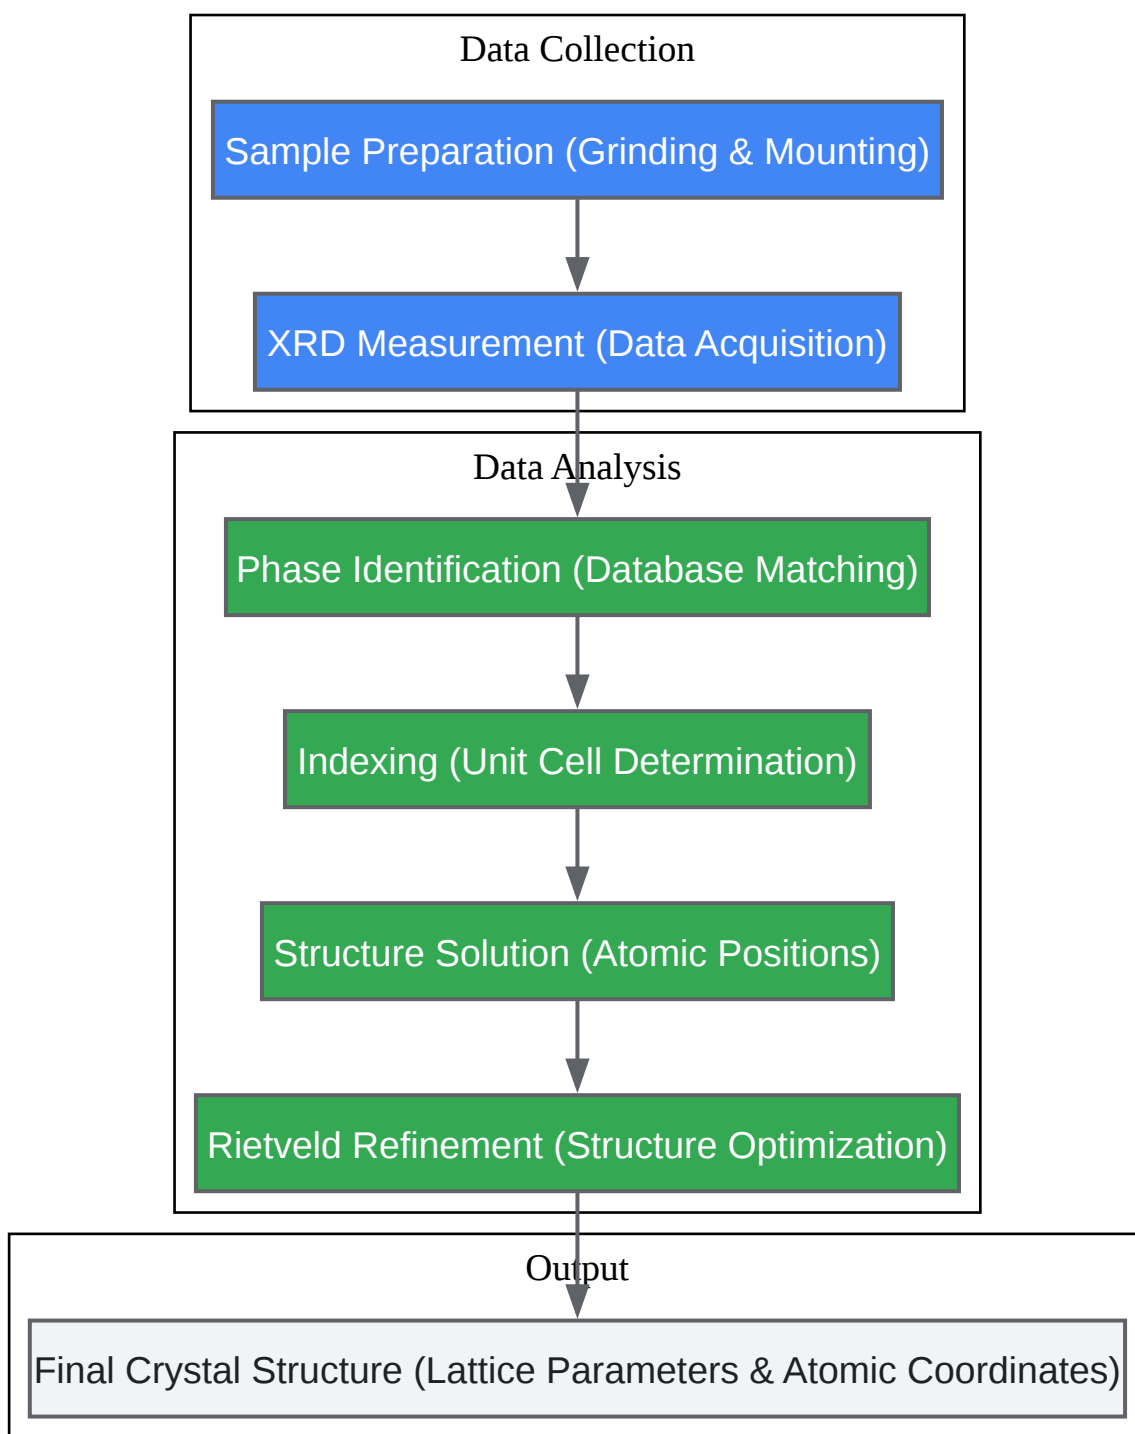 Data Collection
Sample Preparation (Grinding & Mounting)
XRD Measurement (Data Acquisition)
Data Analysis
Phase Identification (Database Matching)
Indexing (Unit Cell Determination)
Structure Solution (Atomic Positions)
Rietveld Refinement (Structure Optimization)
Output
Final Crystal Structure (Lattice Parameters & Atomic Coordinates)